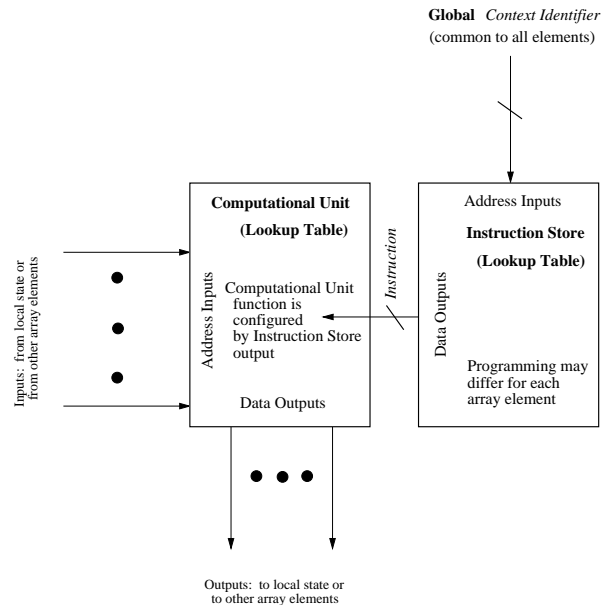 Global Context Identifier
(common to all elements)
Address Inputs
Instruction Store
(Lookup Table)
Data Outputs
Programming may
differ for each
array element
Instruction
Computational Unit
(Lookup Table)
Address Inputs
Computational Unit
function is
configured
by Instruction Store
output
Data Outputs
Inputs: from local state or
from other array elements
Outputs: to local state or
to other array elements